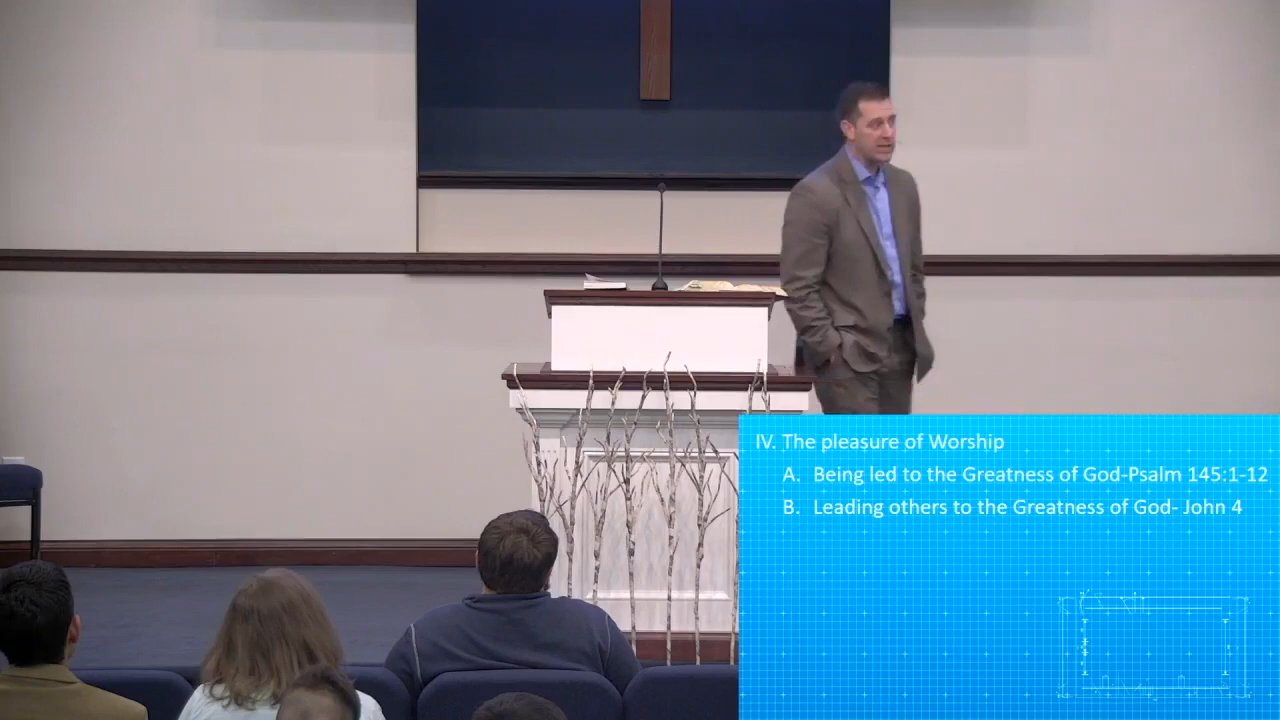 IV. The pleasure of Worship
A. Being led to the Greatness of God-Psalm 145:1-12
B. Leading others to the Greatness of God- John 4